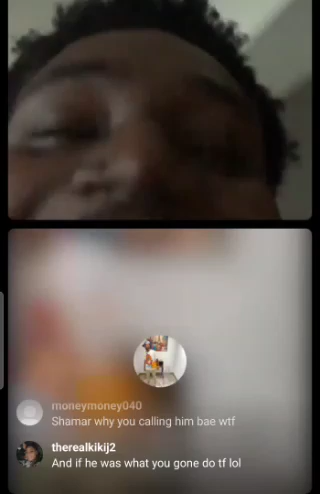 moneymoney040
Shamar why you calling him bae wtf
therealkikij2
And if he was what you gone do tf lol